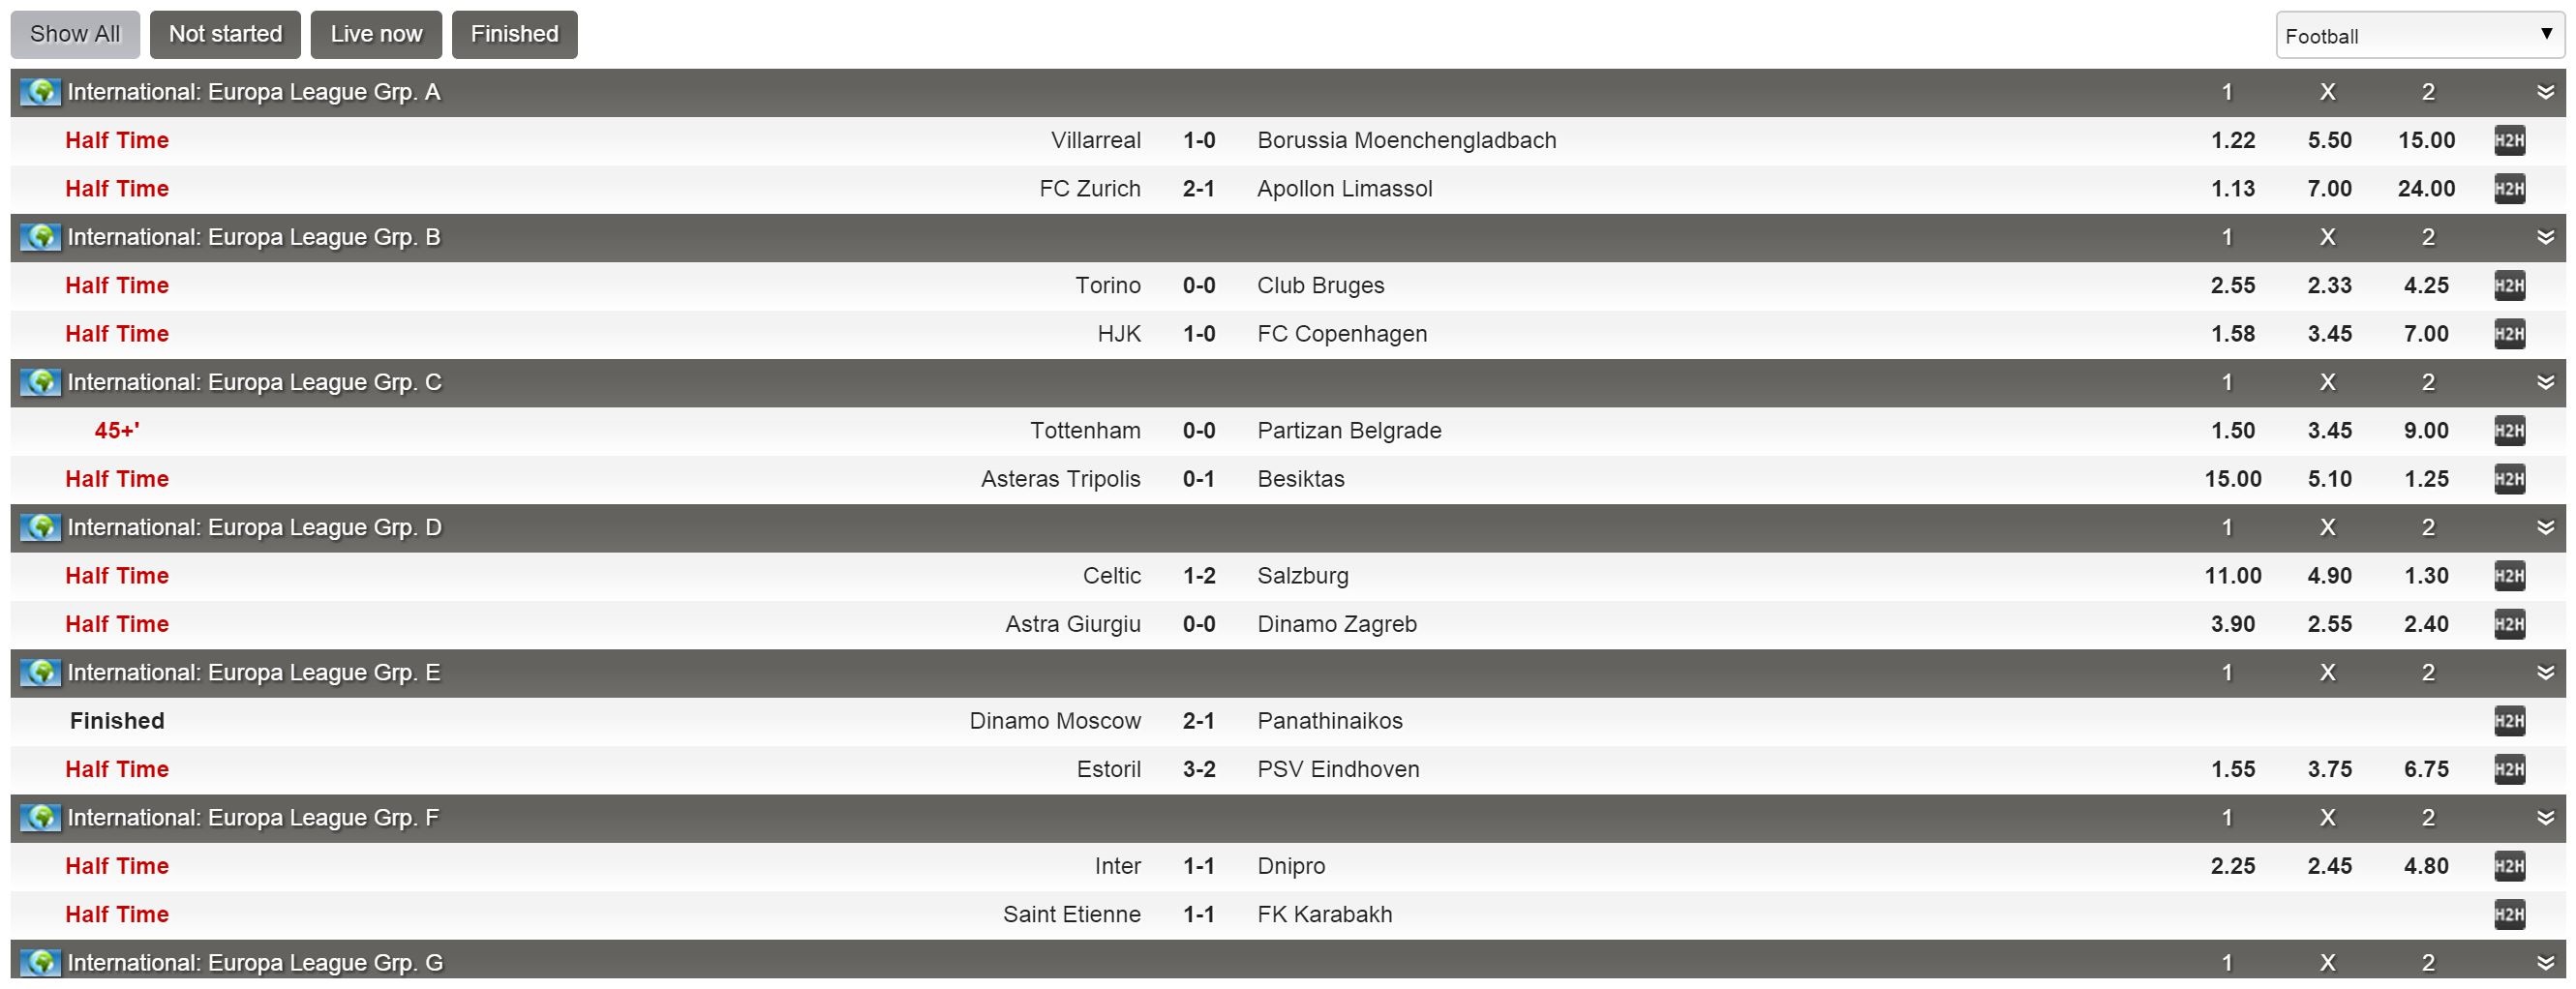 Show All Not started Live now Finished Football ▼
International: Europa League Grp. A 1 X 2
Half Time Villarreal 1-0 Borussia Moenchengladbach 1.22 5.50 15.00 H2H
Half Time FC Zurich 2-1 Apollon Limassol 1.13 7.00 24.00 H2H
International: Europa League Grp. B 1 X 2
Half Time Torino 0-0 Club Bruges 2.55 2.33 4.25 H2H
Half Time HJK 1-0 FC Copenhagen 1.58 3.45 7.00 H2H
International: Europa League Grp. C 1 X 2
45+' Tottenham 0-0 Partizan Belgrade 1.50 3.45 9.00 H2H
Half Time Asteras Tripolis 0-1 Besiktas 15.00 5.10 1.25 H2H
International: Europa League Grp. D 1 X 2
Half Time Celtic 1-2 Salzburg 11.00 4.90 1.30 H2H
Half Time Astra Giurgiu 0-0 Dinamo Zagreb 3.90 2.55 2.40 H2H
International: Europa League Grp. E 1 X 2
Finished Dinamo Moscow 2-1 Panathinaikos H2H
Half Time Estoril 3-2 PSV Eindhoven 1.55 3.75 6.75 H2H
International: Europa League Grp. F 1 X 2
Half Time Inter 1-1 Dnipro 2.25 2.45 4.80 H2H
Half Time Saint Etienne 1-1 FK Karabakh H2H
International: Europa League Grp. G 1 X 2